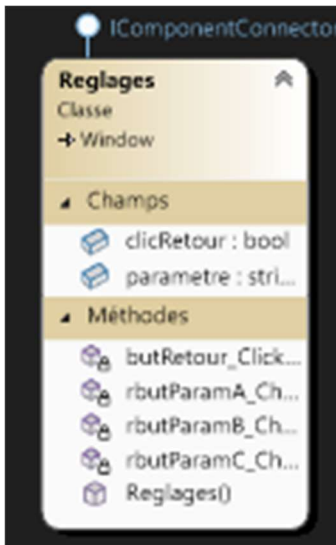 IComponentConnector
Reglages
Classe
Window
Champs
clicRetour : bool
parametre : stri...
Méthodes
butRetour_Click...
rbutParamA_Ch...
rbutParamB_Ch...
rbutParamC_Ch...
Reglages()